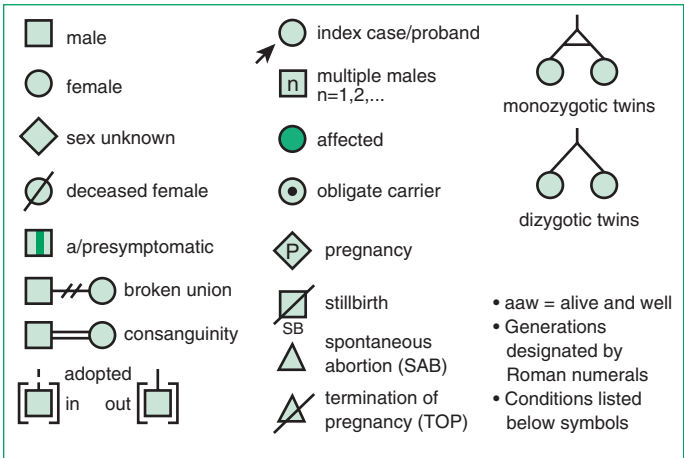 male
female
sex unknown
deceased female
a/presymptomatic
broken union
consanguinity
adopted
in out
index case/proband
n
multiple males
n=1,2,...
affected
obligate carrier
P
pregnancy
stillbirth
SB
spontaneous
abortion (SAB)
termination of
pregnancy (TOP)
monozygotic twins
dizygotic twins
• aaw = alive and well
• Generations
designated by
Roman numerals
• Conditions listed
below symbols